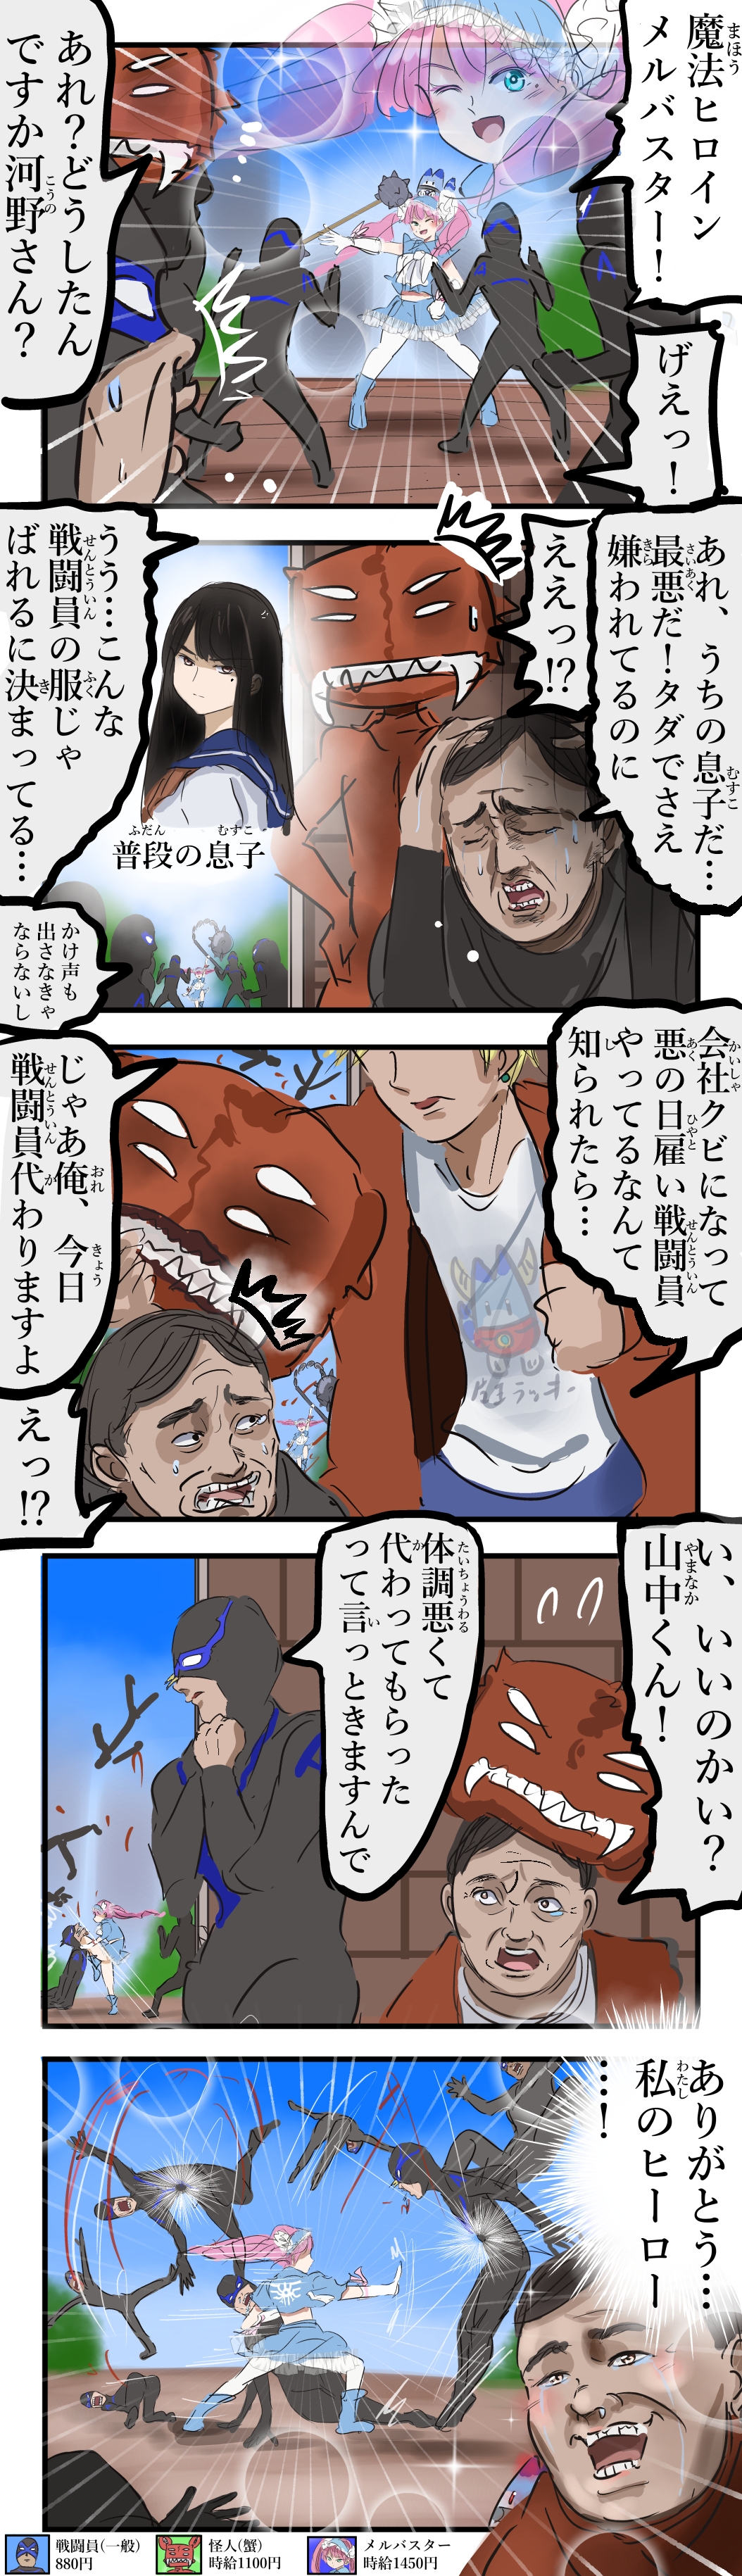 魔法ヒロイン
メルバスター!
げえっ!
あれ?どうしたん
ですか河野さん?
あれ、うちの息子だ…
最悪だ!タダでさえ
嫌われてるのに
ええっ!?
普段の息子
うう…こんな
戦闘員の服じゃ
ばれるに決まってる…
かけ声も
出さなきゃ
ならないし
会社クビになって
悪の日雇い戦闘員
やってるなんて
知られたら…
じゃあ俺、今日
戦闘員代わりますよ
えっ!?
い、いいのかい?
山中くん!
体調悪くて
代わってもらった
って言っときますんで
ありがとう…
私のヒーロー
…!
戦闘員(一般)
880円
怪人(蟹)
時給1100円
メルバスター
時給1450円